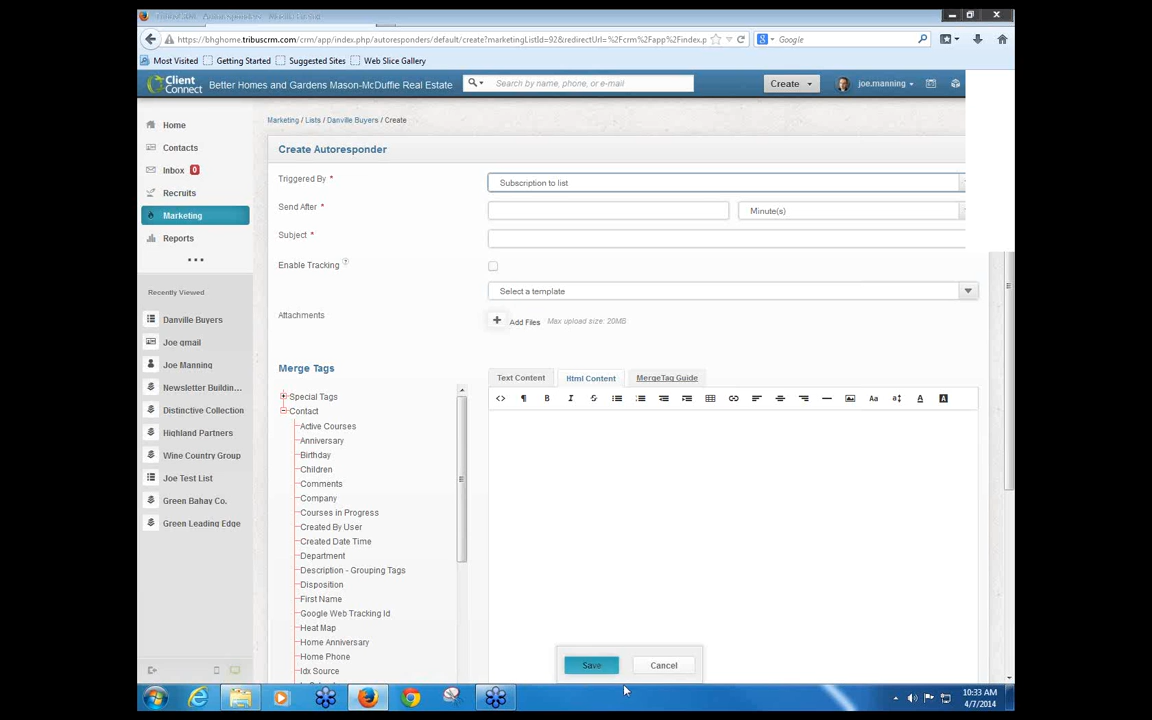 https://bhghome.tribuscrm.com/crm/app/index.php/autoresponders/default/create?marketingListId=92&redirectUrl=%2Fcrm%2Fapp%2Findex.p
Google
Most Visited
Getting Started
Suggested Sites
Web Slice Gallery
Client Connect
Better Homes and Gardens Mason-McDuffie Real Estate
Search by name, phone, or e-mail
Create
joe.manning
Home
Contacts
Inbox 0
Recruits
Marketing
Reports
•••
Recently Viewed
Danville Buyers
Joe gmail
Joe Manning
Newsletter Buildin...
Distinctive Collection
Highland Partners
Wine Country Group
Joe Test List
Green Bahay Co.
Green Leading Edge
Marketing / Lists / Danville Buyers / Create
Create Autoresponder
Triggered By *
Subscription to list
Send After *
Minute(s)
Subject *
Enable Tracking ?
Select a template
Attachments
+ Add Files Max upload size: 20MB
Merge Tags
Special Tags
Contact
Active Courses
Anniversary
Birthday
Children
Comments
Company
Courses in Progress
Created By User
Created Date Time
Department
Description - Grouping Tags
Disposition
First Name
Google Web Tracking Id
Heat Map
Home Anniversary
Home Phone
Idx Source
Text Content
Html Content
MergeTag Guide
Save
Cancel
10:33 AM
4/7/2014